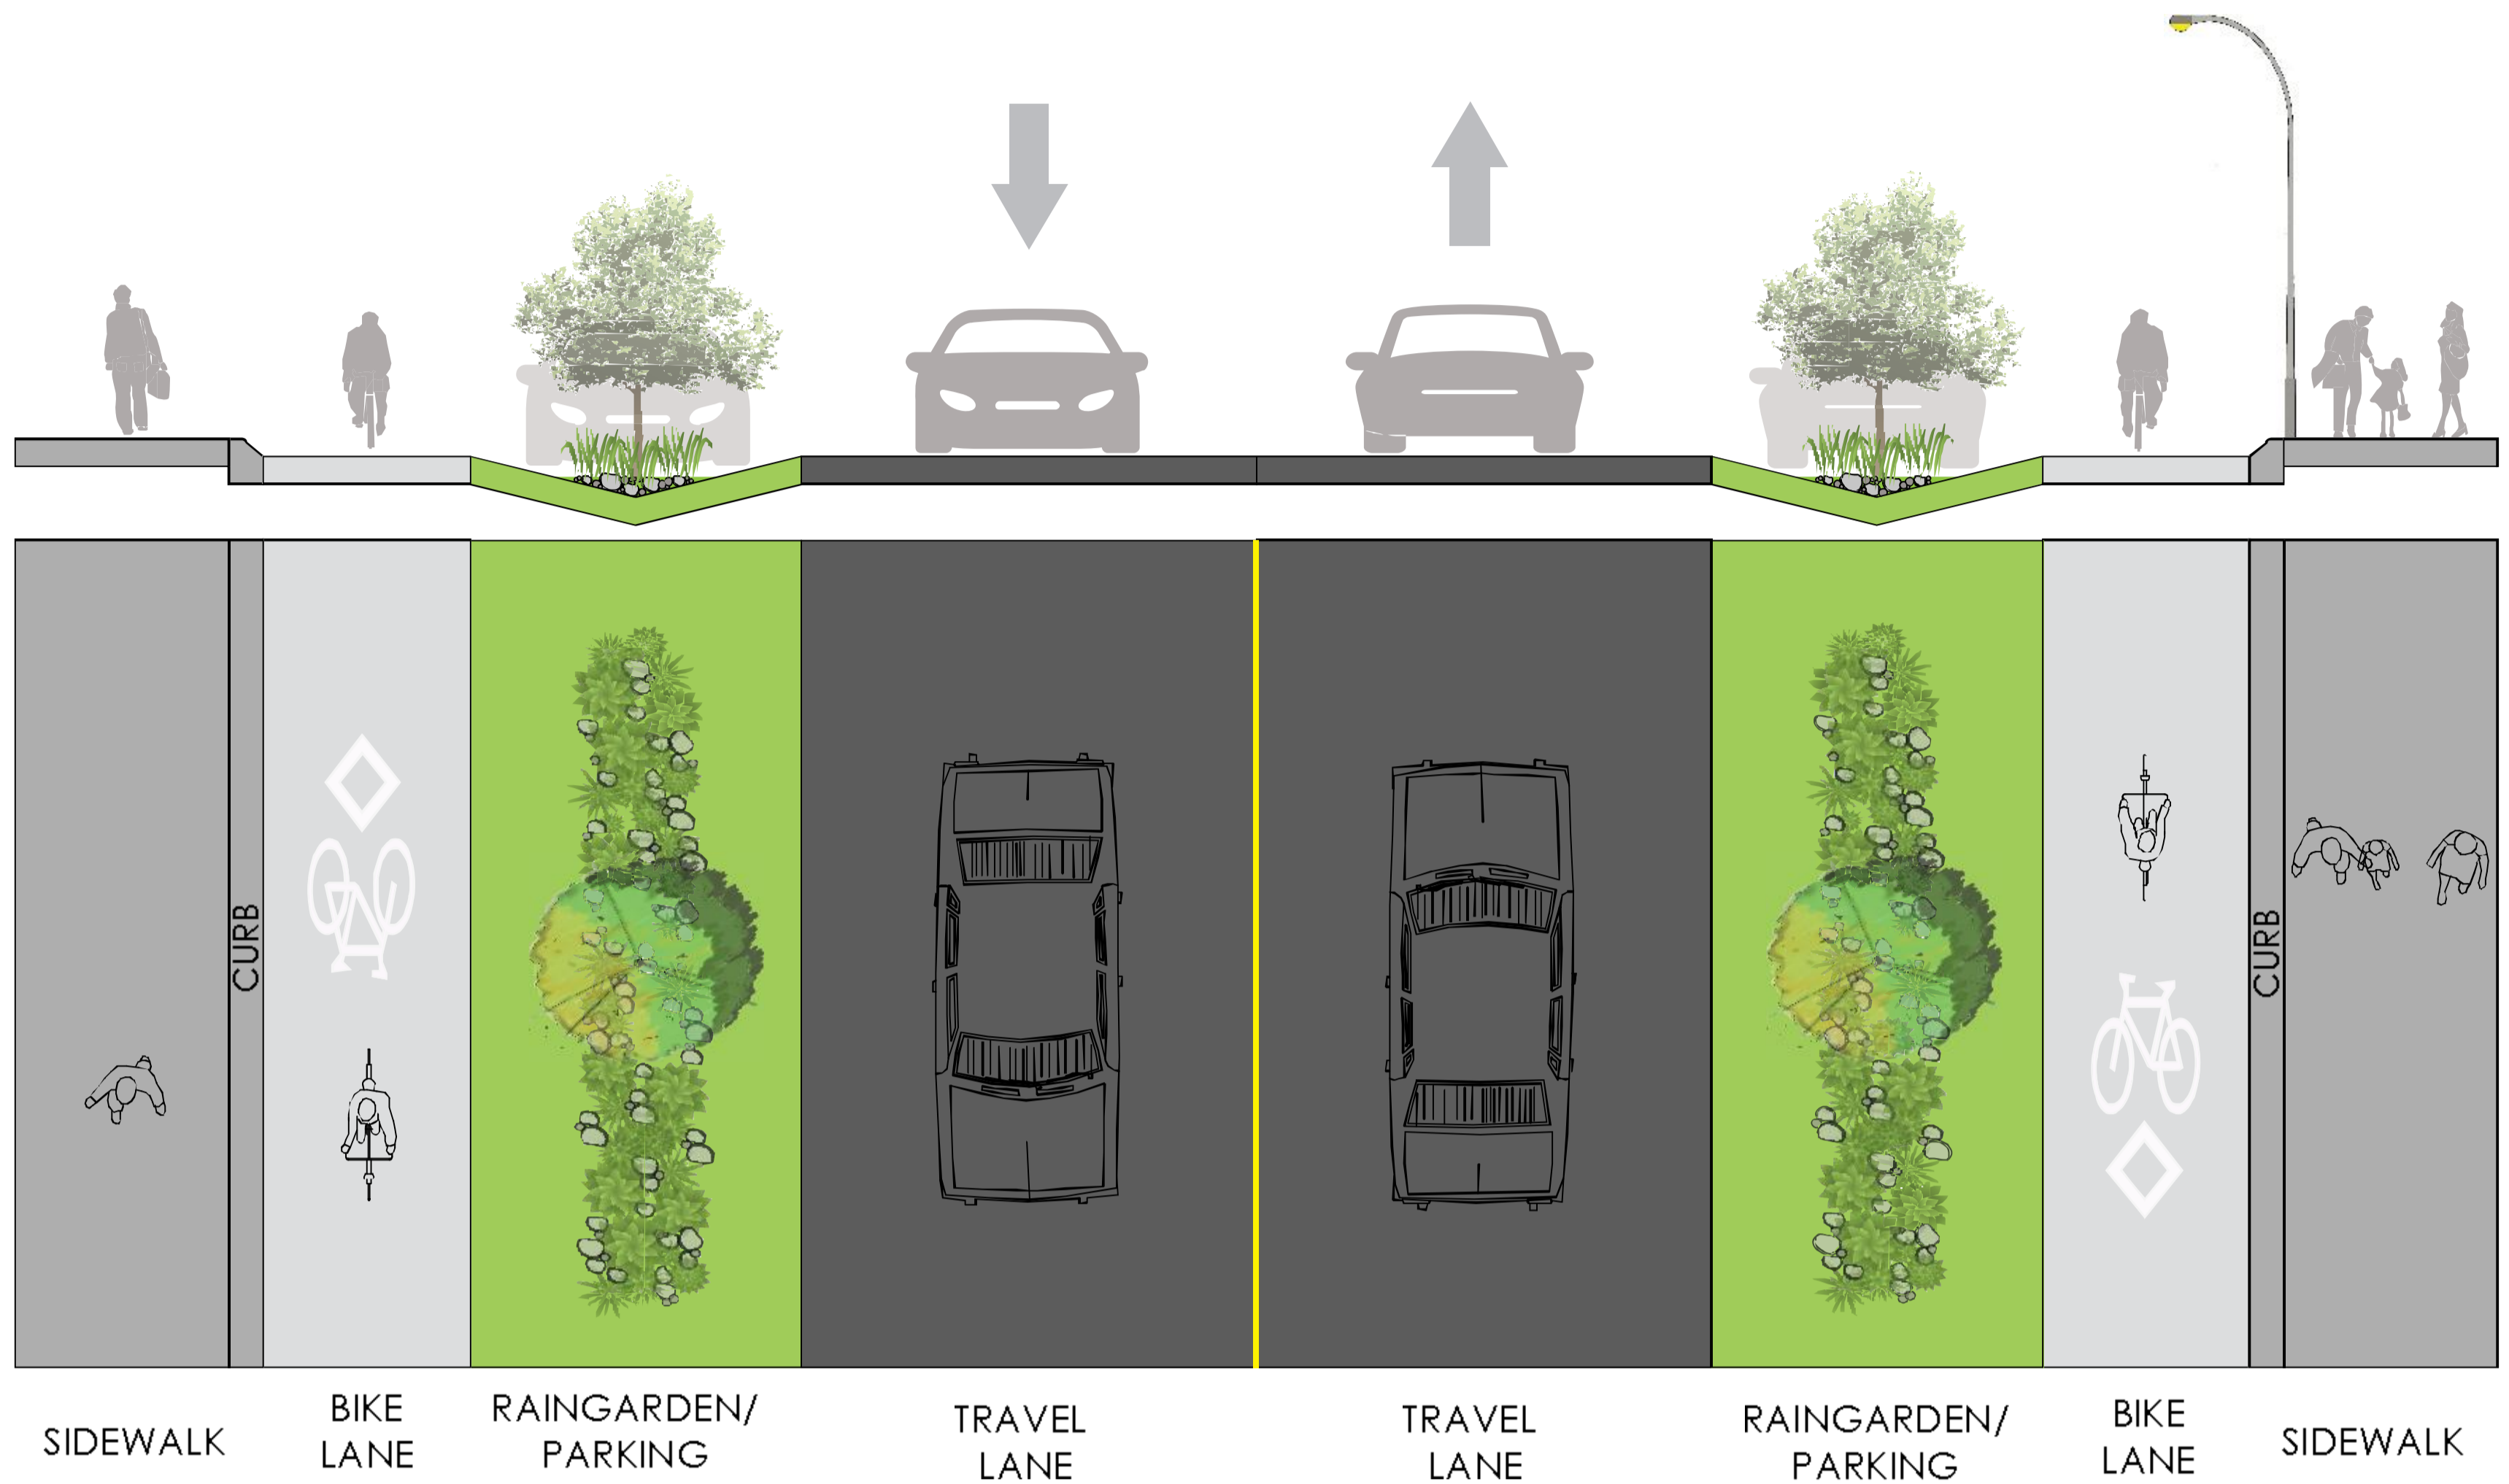 CURB
CURB
SIDEWALK
BIKE
LANE
RAINGARDEN/
PARKING
TRAVEL
LANE
TRAVEL
LANE
RAINGARDEN/
PARKING
BIKE
LANE
SIDEWALK